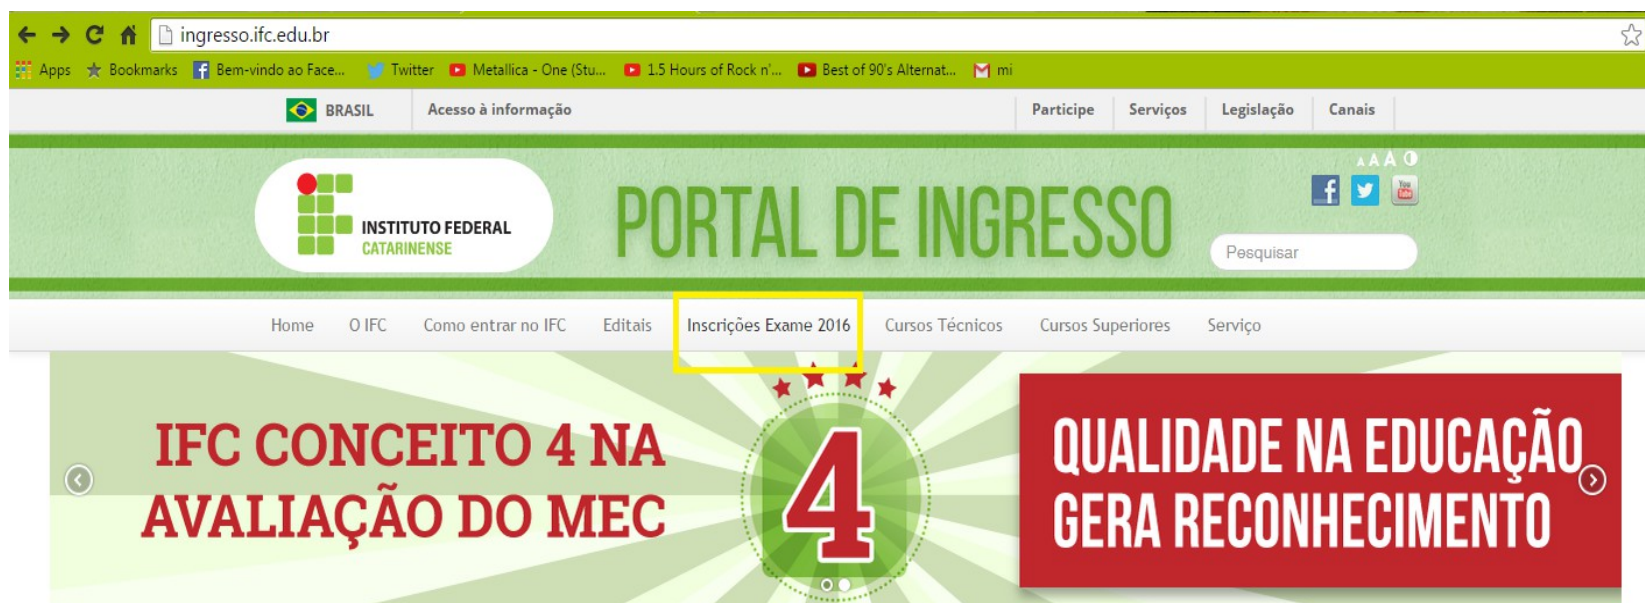 ingresso.ifc.edu.br
Apps Bookmarks Bem-vindo ao Face... Twitter Metallica - One (Stu... 1.5 Hours of Rock n'... Best of 90's Alternat... mi
BRASIL Acesso à informação Participe Serviços Legislação Canais
A A A
INSTITUTO FEDERAL
CATARINENSE
PORTAL DE INGRESSO
You Tube
Pesquisar
Home O IFC Como entrar no IFC Editais Inscrições Exame 2016 Cursos Técnicos Cursos Superiores Serviço
IFC CONCEITO 4 NA
AVALIAÇÃO DO MEC
4
QUALIDADE NA EDUCAÇÃO
GERA RECONHECIMENTO